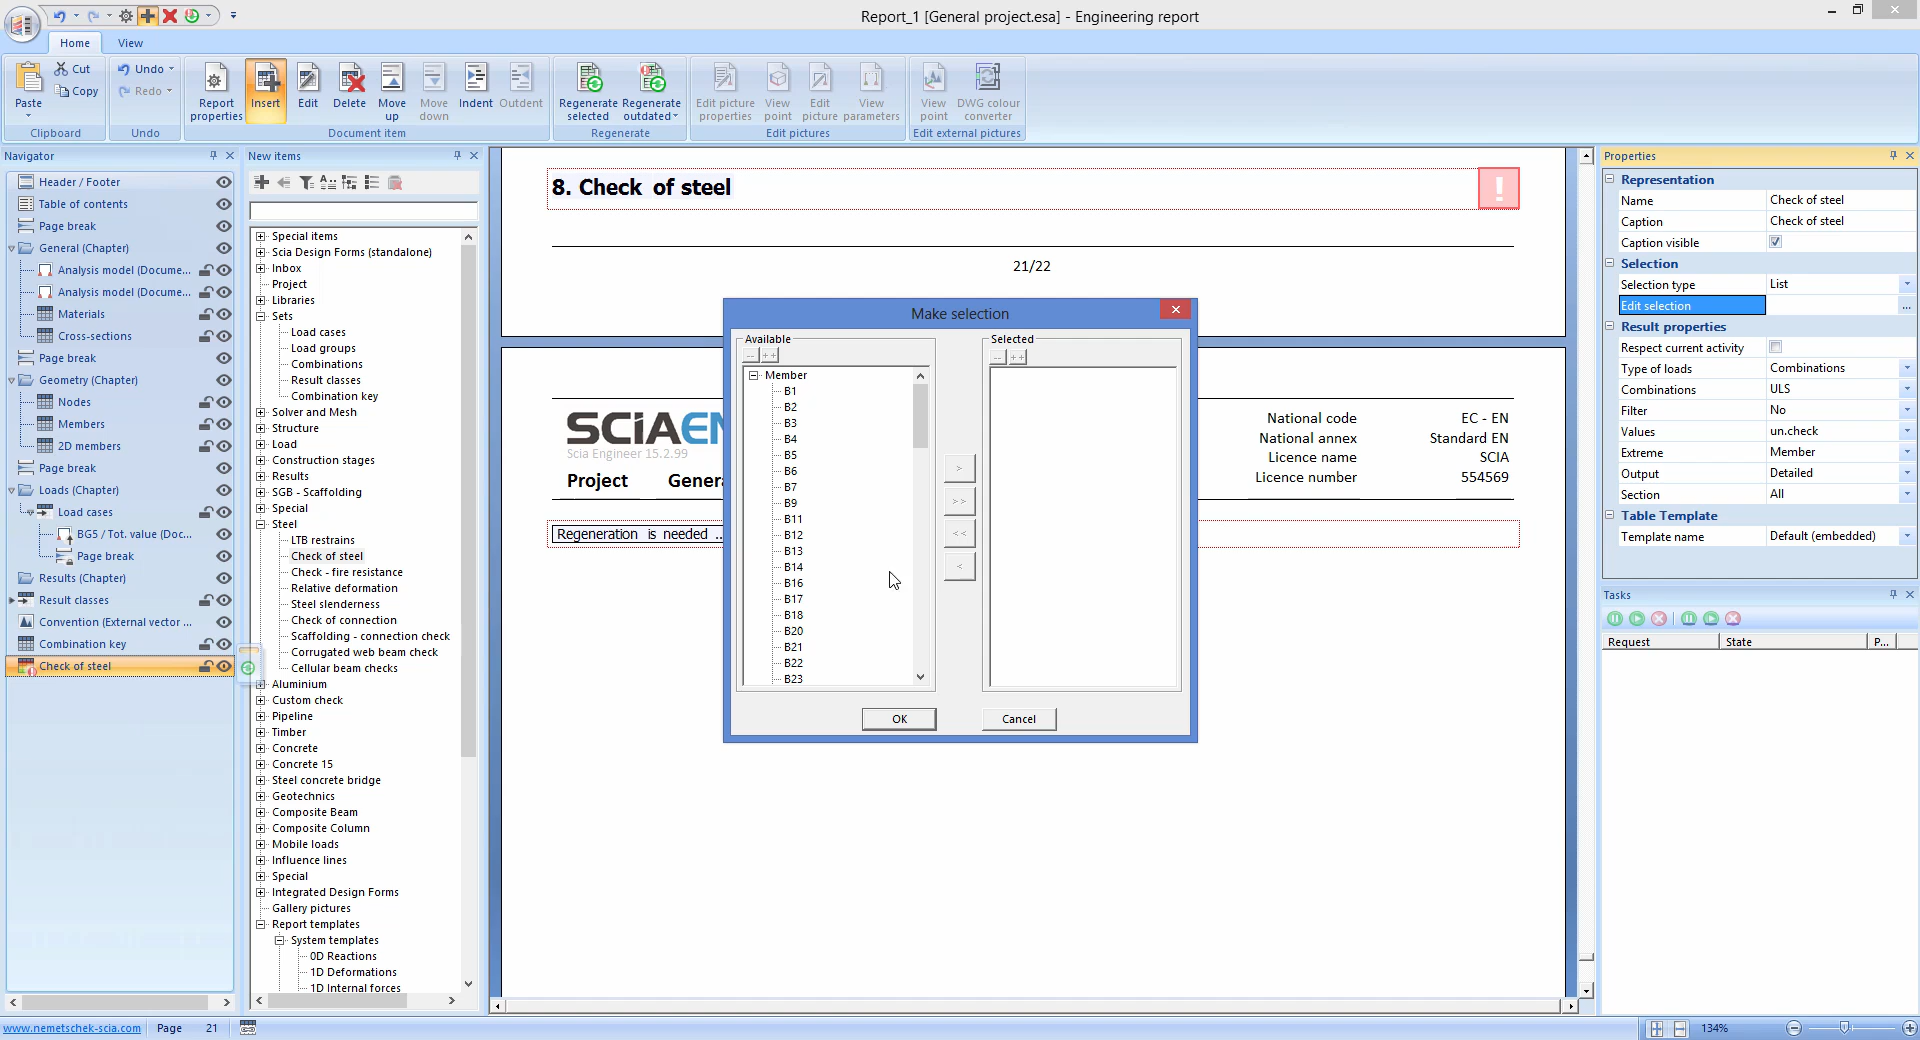 Report_1 [General project.esa] - Engineering report
Home
View
Paste
Cut
Copy
Clipboard
Undo
Redo
Undo
Report properties
Insert
Edit
Delete
Move up
Move down
Indent
Outdent
Document item
Regenerate selected
Regenerate outdated
Regenerate
Edit picture properties
View point
Edit picture
View parameters
Edit pictures
View point
DWG colour converter
Edit external pictures
Navigator
Header / Footer
Table of contents
Page break
General (Chapter)
Analysis model (Docume...
Analysis model (Docume...
Materials
Cross-sections
Page break
Geometry (Chapter)
Nodes
Members
2D members
Page break
Loads (Chapter)
Load cases
BG5 / Tot. value (Doc...
Page break
Results (Chapter)
Result classes
Convention (External vector ...
Combination key
Check of steel
New items
Special items
Scia Design Forms (standalone)
Inbox
Project
Libraries
Sets
Load cases
Load groups
Combinations
Result classes
Combination key
Solver and Mesh
Structure
Load
Construction stages
Results
SGB - Scaffolding
Special
Steel
LTB restrains
Check of steel
Check - fire resistance
Relative deformation
Steel slenderness
Check of connection
Scaffolding - connection check
Corrugated web beam check
Cellular beam checks
Aluminium
Custom check
Pipeline
Timber
Concrete
Concrete 15
Steel concrete bridge
Geotechnics
Composite Beam
Composite Column
Mobile loads
Influence lines
Special
Integrated Design Forms
Gallery pictures
Report templates
System templates
0D Reactions
1D Deformations
1D Internal forces
8. Check of steel
!
21/22
SCiAEN
Scia Engineer 15.2.99
Project Genera
National code EC - EN
National annex Standard EN
Licence name SCIA
Licence number 554569
Regeneration is needed ..
Make selection
Available
Selected
-- ++
-- ++
Member
B1
B2
B3
B4
B5
B6
B7
B9
B11
B12
B13
B14
B16
B17
B18
B20
B21
B22
B23
>
>>
<<
<
OK
Cancel
Properties
Representation
Name Check of steel
Caption Check of steel
Caption visible
Selection
Selection type List
Edit selection ...
Result properties
Respect current activity
Type of loads Combinations
Combinations ULS
Filter No
Values un.check
Extreme Member
Output Detailed
Section All
Table Template
Template name Default (embedded)
Tasks
Request State P...
www.nemetschek-scia.com Page 21
134%